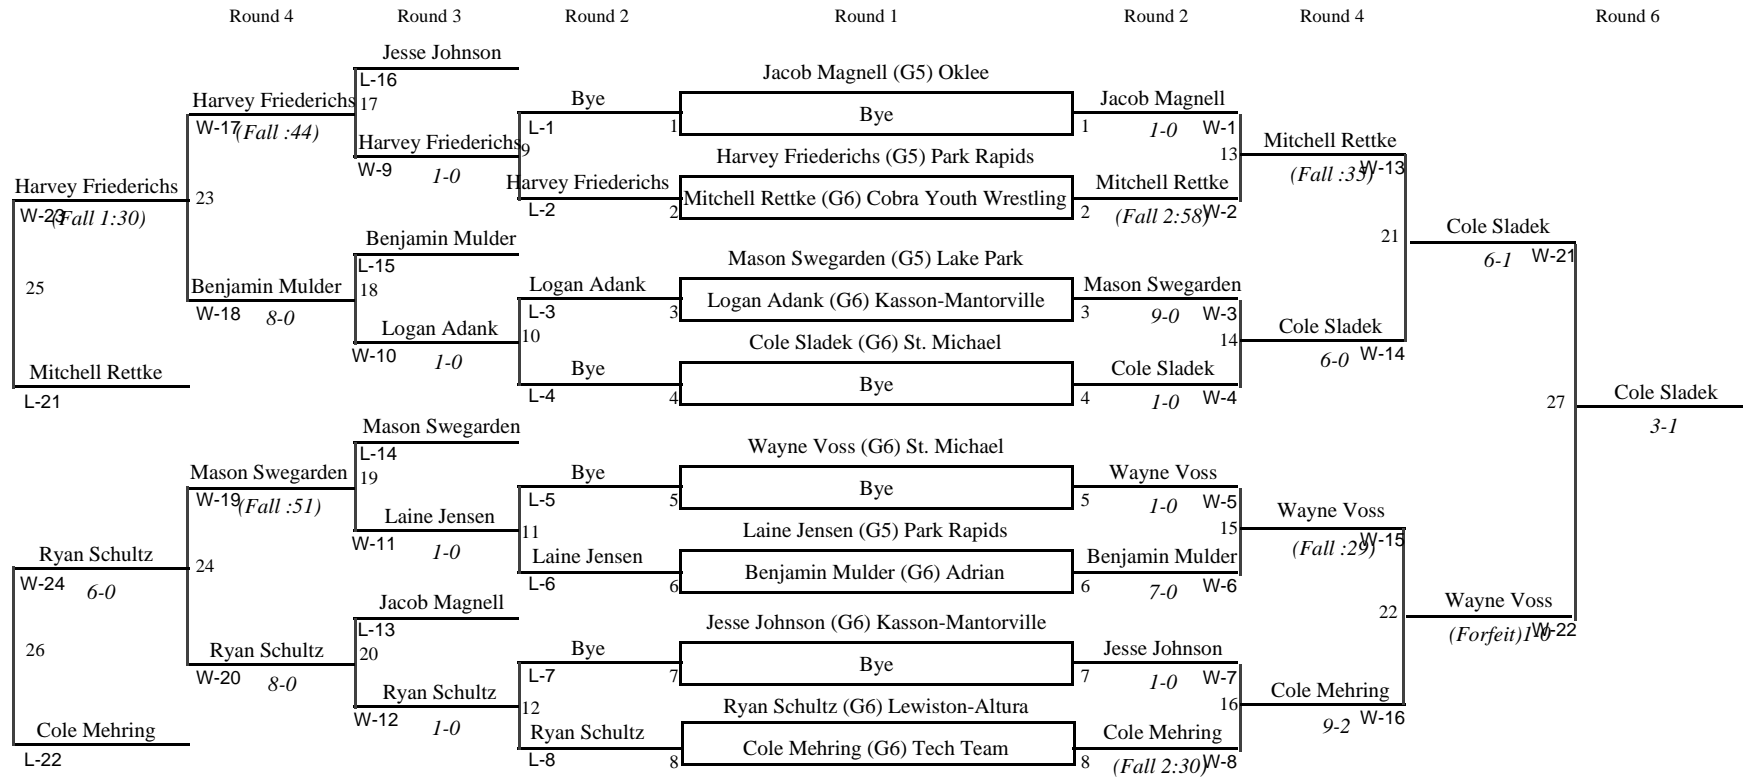 Round 4 Round 3 Round 2 Round 1 Round 2 Round 4 Round 6
Jesse Johnson
L-16
Jacob Magnell (G5) Oklee
Harvey Friederichs 17 Bye Bye Jacob Magnell
W-17 (Fall :44) L-1 1 1 1-0 W-1
Harvey Friederichs 9 Mitchell Rettke
W-9 1-0 Harvey Friederichs (G5) Park Rapids 13 (Fall :35) W-13
Harvey Friederichs 23 Harvey Friederichs Mitchell Rettke (G6) Cobra Youth Wrestling Mitchell Rettke
W-23 (Fall 1:30) L-2 2 2 (Fall 2:58) W-2
Benjamin Mulder 21 Cole Sladek
L-15 Mason Swegarden (G5) Lake Park 6-1 W-21
25 Benjamin Mulder 18 Logan Adank Logan Adank (G6) Kasson-Mantorville Mason Swegarden
W-18 8-0 L-3 3 3 9-0 W-3
Logan Adank 10 Cole Sladek (G6) St. Michael 14 Cole Sladek
W-10 1-0 6-0 W-14
Mitchell Rettke Bye Bye Cole Sladek
L-21 L-4 4 4 1-0 W-4
27 Cole Sladek
3-1
Mason Swegarden
L-14
Wayne Voss (G6) St. Michael
Mason Swegarden 19 Bye Bye Wayne Voss
W-19 (Fall :51) L-5 5 5 1-0 W-5
Laine Jensen 11 Laine Jensen (G5) Park Rapids 15 Wayne Voss
W-11 1-0 (Fall :29) W-15
Ryan Schultz 24 Laine Jensen Benjamin Mulder (G6) Adrian Benjamin Mulder
W-24 6-0 L-6 6 6 7-0 W-6
Jacob Magnell 22 Wayne Voss
L-13 Jesse Johnson (G6) Kasson-Mantorville (Forfeit) 1-0 W-22
26 Ryan Schultz 20 Bye Bye Jesse Johnson
W-20 8-0 L-7 7 7 1-0 W-7
Ryan Schultz 12 Ryan Schultz (G6) Lewiston-Altura 16 Cole Mehring
W-12 1-0 9-2 W-16
Cole Mehring Ryan Schultz Cole Mehring (G6) Tech Team Cole Mehring
L-22 L-8 8 8 (Fall 2:30) W-8